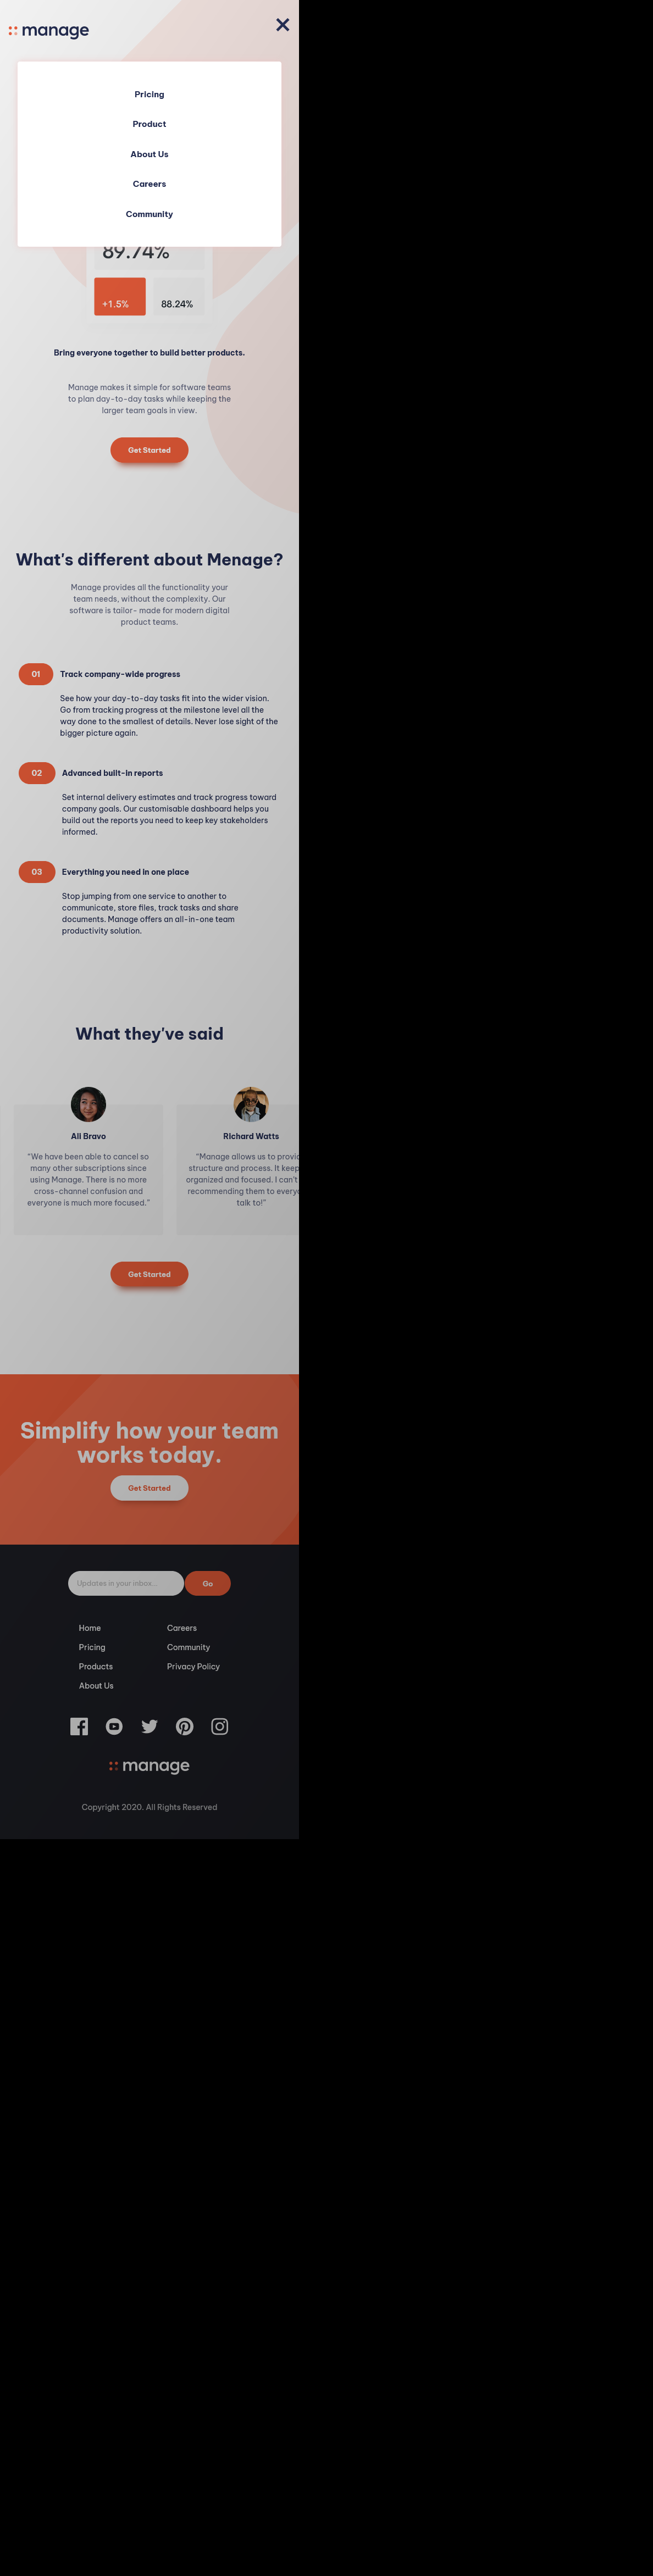 manage
Pricing
Product
About Us
Careers
Community
89.74%
+1.5%
88.24%
Bring everyone together to build better products.
Manage makes it simple for software teams
to plan day-to-day tasks while keeping the
larger team goals in view.
Get Started
What's different about Menage?
Manage provides all the functionality your
team needs, without the complexity. Our
software is tailor- made for modern digital
product teams.
01
Track company-wide progress
See how your day-to-day tasks fit into the wider vision.
Go from tracking progress at the milestone level all the
way done to the smallest of details. Never lose sight of the
bigger picture again.
02
Advanced built-in reports
Set internal delivery estimates and track progress toward
company goals. Our customisable dashboard helps you
build out the reports you need to keep key stakeholders
informed.
03
Everything you need in one place
Stop jumping from one service to another to
communicate, store files, track tasks and share
documents. Manage offers an all-in-one team
productivity solution.
What they've said
Ali Bravo
"We have been able to cancel so
many other subscriptions since
using Manage. There is no more
cross-channel confusion and
everyone is much more focused."
Richard Watts
"Manage allows us to provid
structure and process. It keep
organized and focused. I can't
recommending them to everyo
talk to!"
Get Started
Simplify how your team
works today.
Get Started
Updates in your inbox...
Go
Home
Pricing
Products
About Us
Careers
Community
Privacy Policy
manage
Copyright 2020. All Rights Reserved